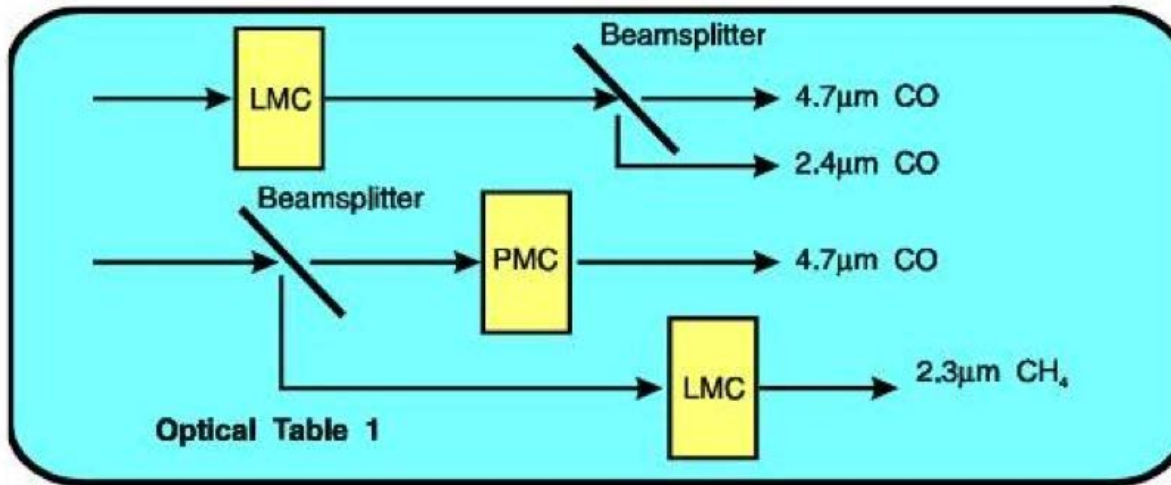 Beamsplitter
LMC
4.7µm CO
2.4µm CO
Beamsplitter
PMC
4.7µm CO
LMC
2.3µm CH₄
Optical Table 1